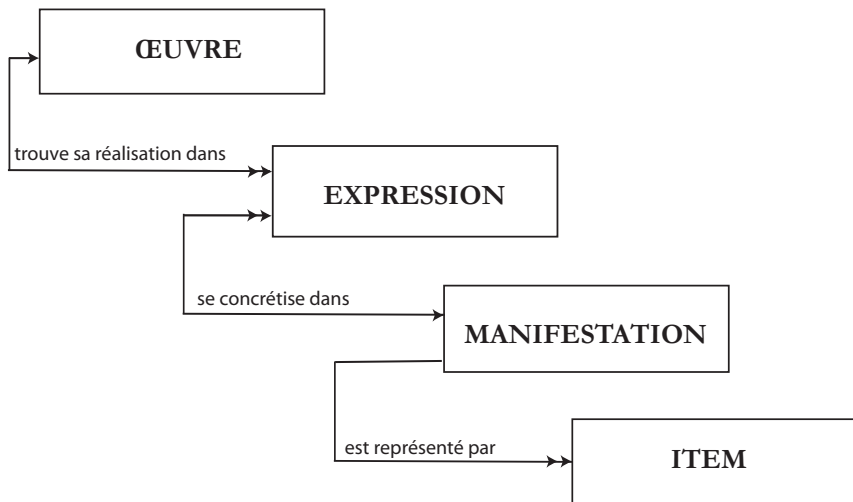 ŒUVRE
trouve sa réalisation dans
EXPRESSION
se concrétise dans
MANIFESTATION
est représenté par
ITEM